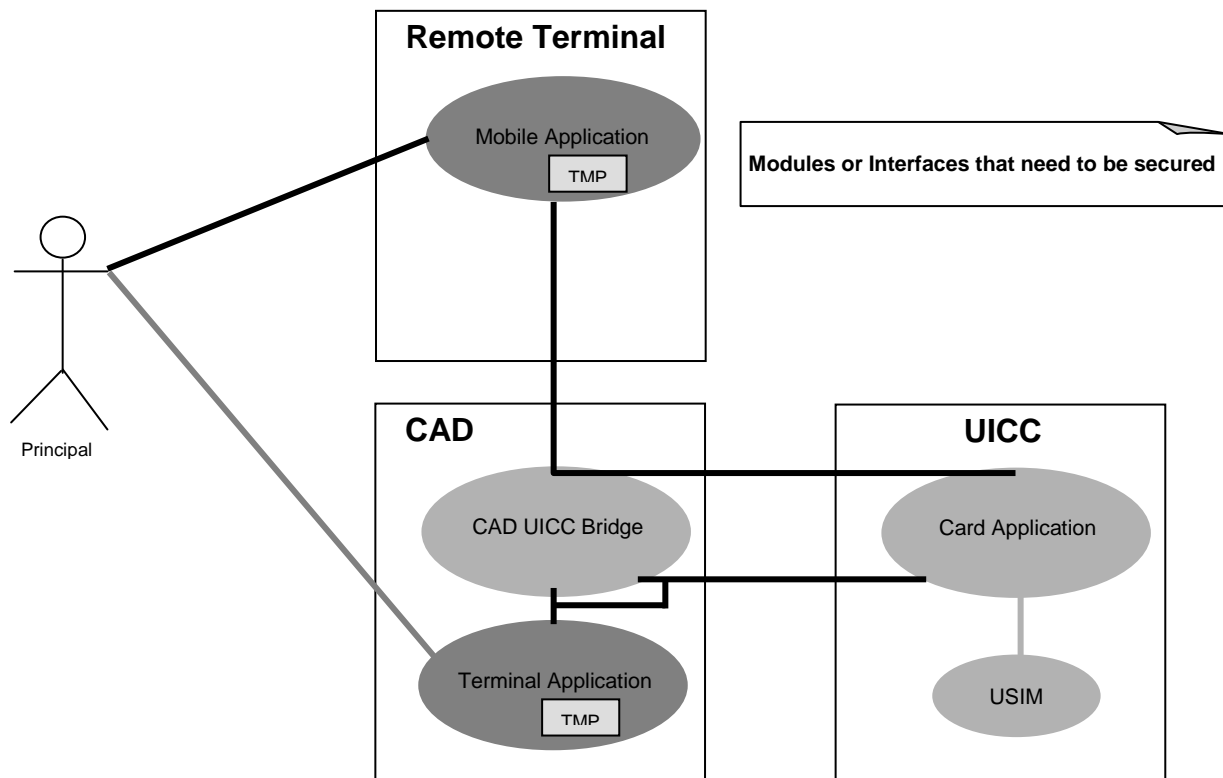 Remote Terminal
Mobile Application
TMP
Modules or Interfaces that need to be secured
Principal
CAD
UICC
CAD UICC Bridge
Card Application
Terminal Application
TMP
USIM